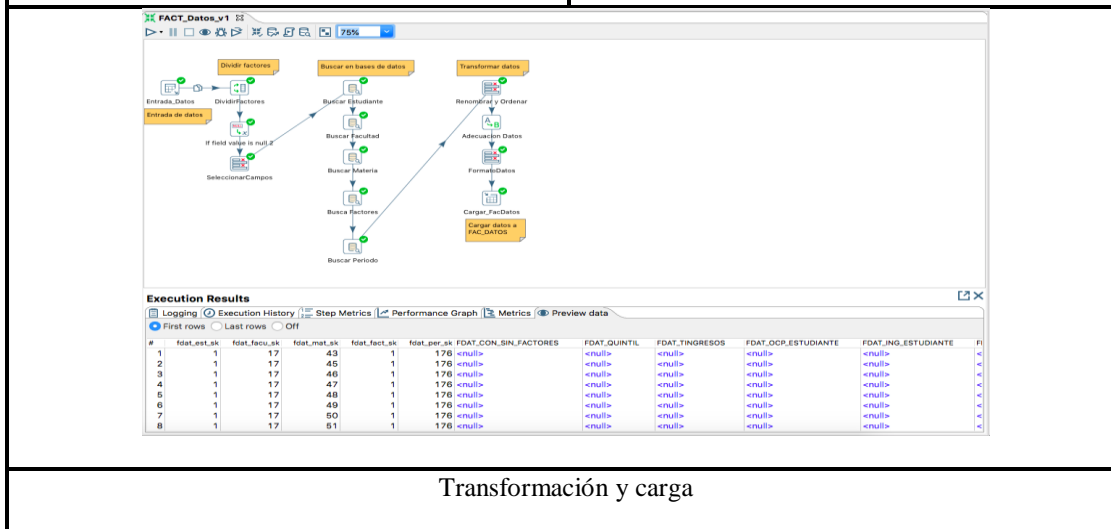 FACT_Datos_v1
75%
Dividir factores
Buscar en bases de datos
Transformar datos
Entrada_Datos
DividirFactores
Buscar Estudiante
Renombrar y Ordenar
Entrada de datos
If field value is null 2
Buscar Facultad
Adecuacion Datos
SeleccionarCampos
Buscar Materia
FormatoDatos
Busca Factores
Cargar_FacDatos
Cargar datos a
FAC_DATOS
Buscar Periodo
Execution Results
Logging Execution History Step Metrics Performance Graph Metrics Preview data
First rows Last rows Off
# fdat_est_sk fdat_facu_sk fdat_mat_sk fdat_fact_sk fdat_per_sk FDAT_CON_SIN_FACTORES FDAT_QUINTIL FDAT_TINGRESOS FDAT_OCP_ESTUDIANTE FDAT_ING_ESTUDIANTE
1 1 17 43 1 176 <null> <null> <null> <null> <null> <
2 1 17 45 1 176 <null> <null> <null> <null> <null> <
3 1 17 46 1 176 <null> <null> <null> <null> <null> <
4 1 17 47 1 176 <null> <null> <null> <null> <null> <
5 1 17 48 1 176 <null> <null> <null> <null> <null> <
6 1 17 49 1 176 <null> <null> <null> <null> <null> <
7 1 17 50 1 176 <null> <null> <null> <null> <null> <
8 1 17 51 1 176 <null> <null> <null> <null> <null> <
Transformación y carga